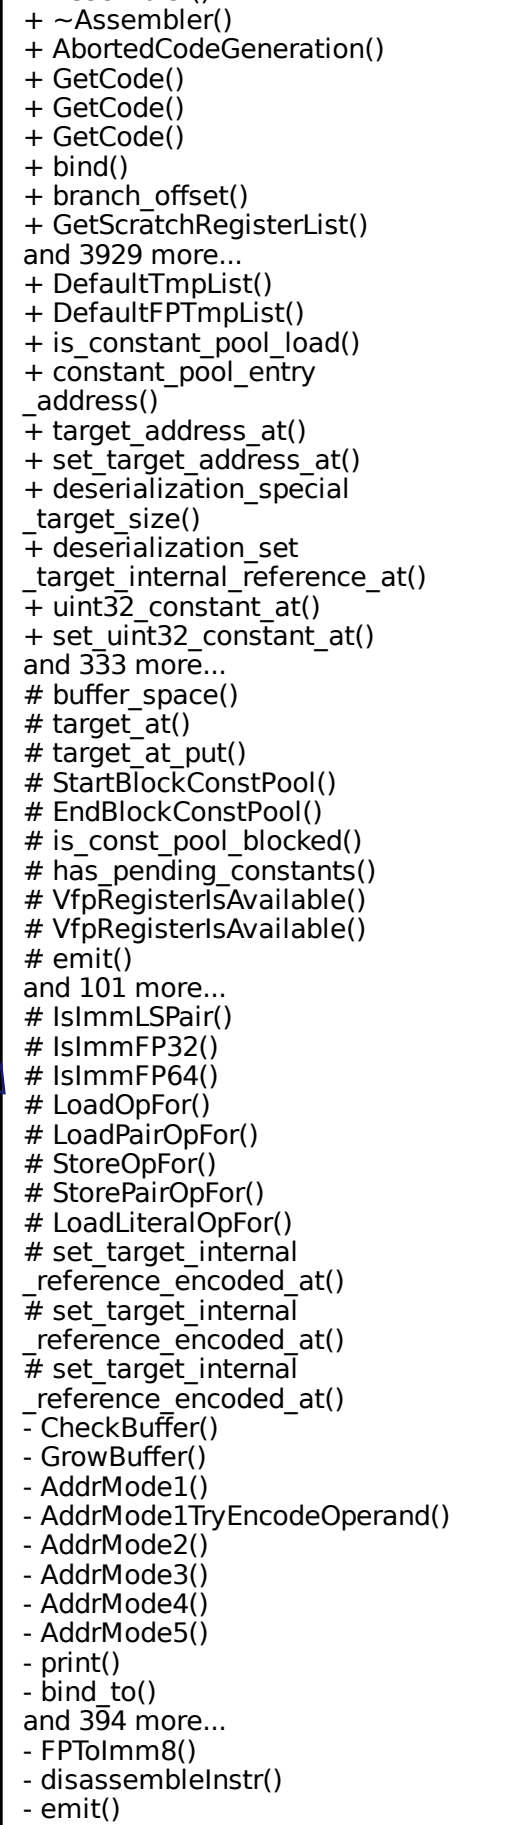 + ~Assembler()
+ AbortedCodeGeneration()
+ GetCode()
+ GetCode()
+ GetCode()
+ bind()
+ branch_offset()
+ GetScratchRegisterList()
and 3929 more...
+ DefaultTmpList()
+ DefaultFPTmpList()
+ is_constant_pool_load()
+ constant_pool_entry
_address()
+ target_address_at()
+ set_target_address_at()
+ deserialization_special
_target_size()
+ deserialization_set
_target_internal_reference_at()
+ uint32_constant_at()
+ set_uint32_constant_at()
and 333 more...
# buffer_space()
# target_at()
# target_at_put()
# StartBlockConstPool()
# EndBlockConstPool()
# is_const_pool_blocked()
# has_pending_constants()
# VfpRegisterIsAvailable()
# VfpRegisterIsAvailable()
# emit()
and 101 more...
# IsImmLSPair()
# IsImmFP32()
# IsImmFP64()
# LoadOpFor()
# LoadPairOpFor()
# StoreOpFor()
# StorePairOpFor()
# LoadLiteralOpFor()
# set_target_internal
_reference_encoded_at()
# set_target_internal
_reference_encoded_at()
# set_target_internal
_reference_encoded_at()
- CheckBuffer()
- GrowBuffer()
- AddrMode1()
- AddrMode1TryEncodeOperand()
- AddrMode2()
- AddrMode3()
- AddrMode4()
- AddrMode5()
- print()
- bind_to()
and 394 more...
- FPToImm8()
- disassembleInstr()
- emit()